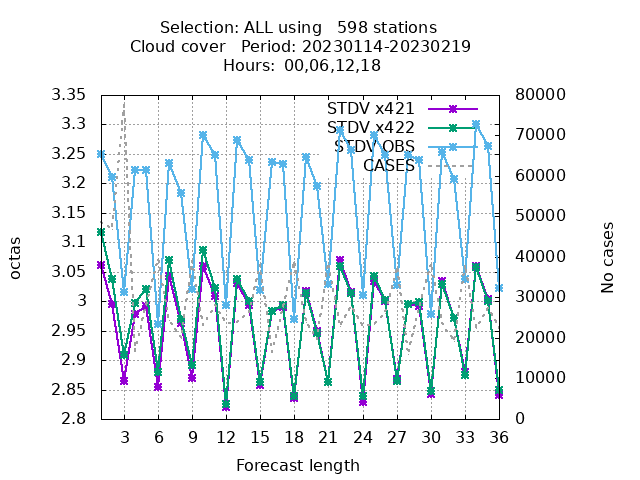 Selection: ALL using   598 stations
Cloud cover   Period: 20230114-20230219
Hours: 00,06,12,18
STDV x421
STDV x422
STDV OBS
CASES
3.35
3.3
3.25
3.2
3.15
3.1
3.05
3
2.95
2.9
2.85
2.8
octas
80000
70000
60000
50000
40000
30000
20000
10000
0
No cases
3 6 9 12 15 18 21 24 27 30 33 36
Forecast length